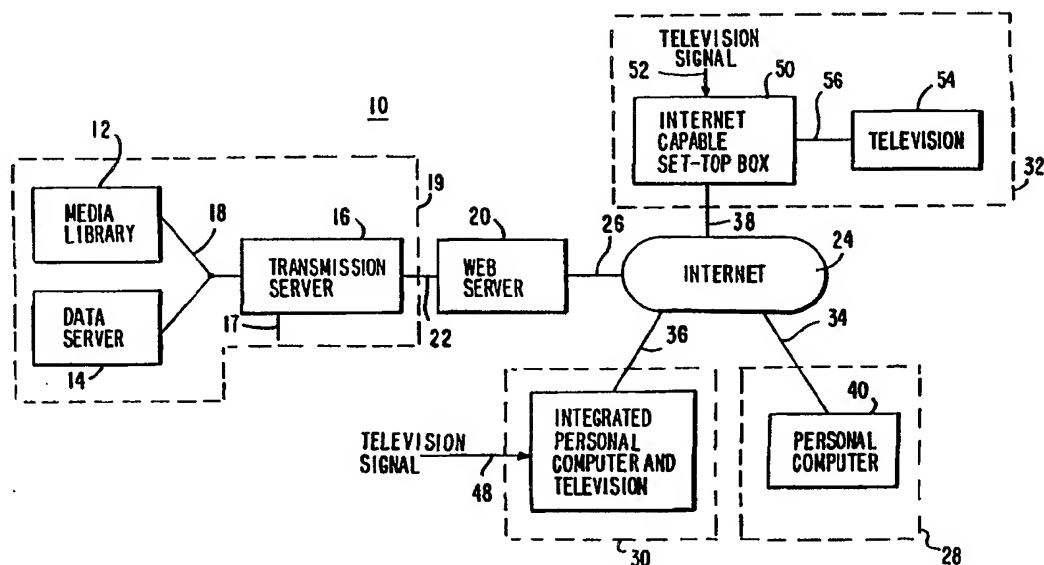 10
12
MEDIA
LIBRARY
18
DATA
SERVER
14
16
TRANSMISSION
SERVER
17
19
20
WEB
SERVER
22
26
INTERNET
24
TELEVISION
SIGNAL
52
50
INTERNET
CAPABLE
SET-TOP BOX
56
54
TELEVISION
32
38
36
34
TELEVISION
SIGNAL
48
INTEGRATED
PERSONAL
COMPUTER AND
TELEVISION
30
40
PERSONAL
COMPUTER
28